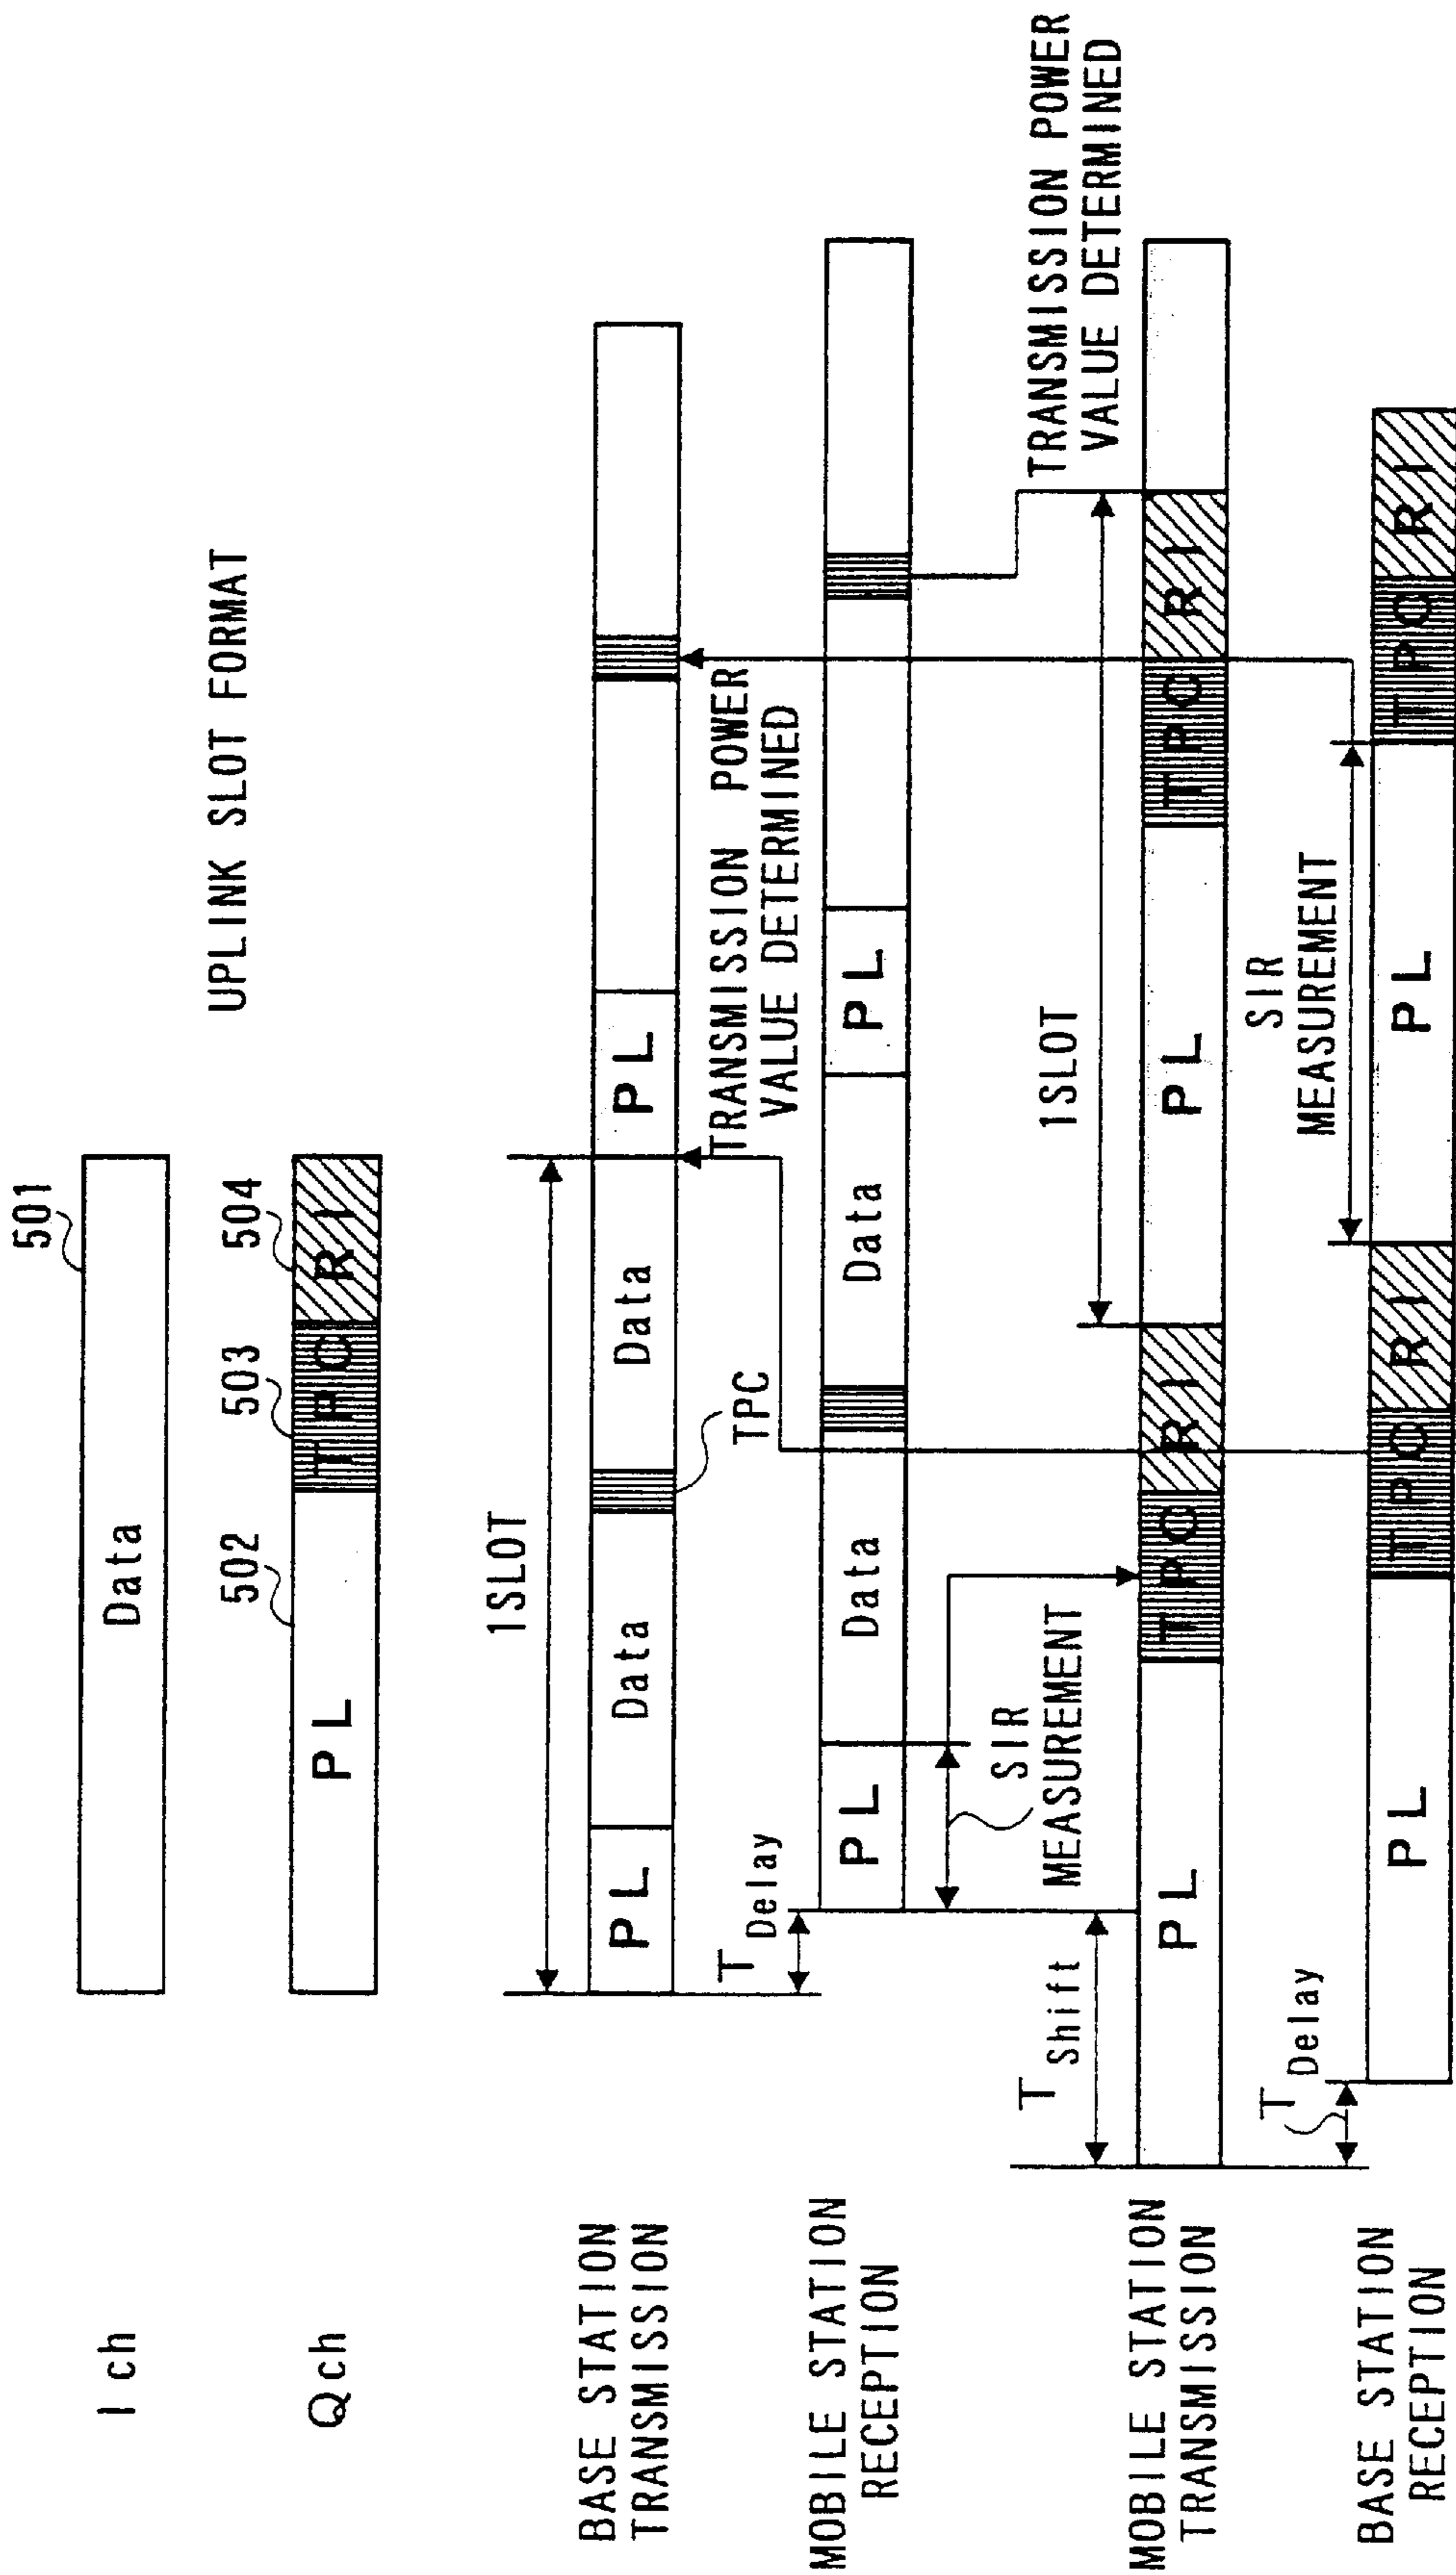 501
I ch
Data
UPLINK SLOT FORMAT
502
503
504
Qch
PL
TPC
RI
1SLOT
BASE STATION
TRANSMISSION
PL
Data
Data
PL
TPC
TRANSMISSION POWER
VALUE DETERMINED
T Delay
MOBILE STATION
RECEPTION
PL
Data
Data
PL
SIR
MEASUREMENT
T Shift
1SLOT
TRANSMISSION POWER
VALUE DETERMINED
MOBILE STATION
TRANSMISSION
PL
TPC
RI
PL
TPC
RI
T Delay
SIR
MEASUREMENT
BASE STATION
RECEPTION
PL
TPC
RI
PL
TPC
RI